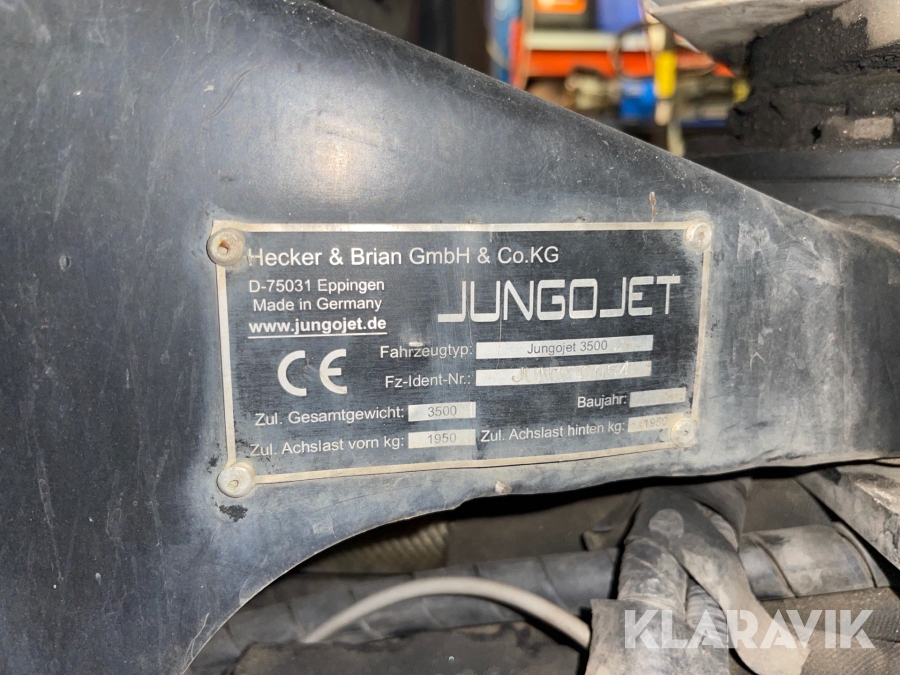 Hecker & Brian GmbH & Co.KG
D-75031 Eppingen
Made in Germany
www.jungojet.de
JUNGOJET
CE
Fahrzeugtyp: Jungojet 3500
Fz-Ident-Nr.:
Baujahr:
Zul. Gesamtgewicht: 3500
Zul. Achslast vorn kg: 1950
Zul. Achslast hinten kg: 1950
KLARAVIK